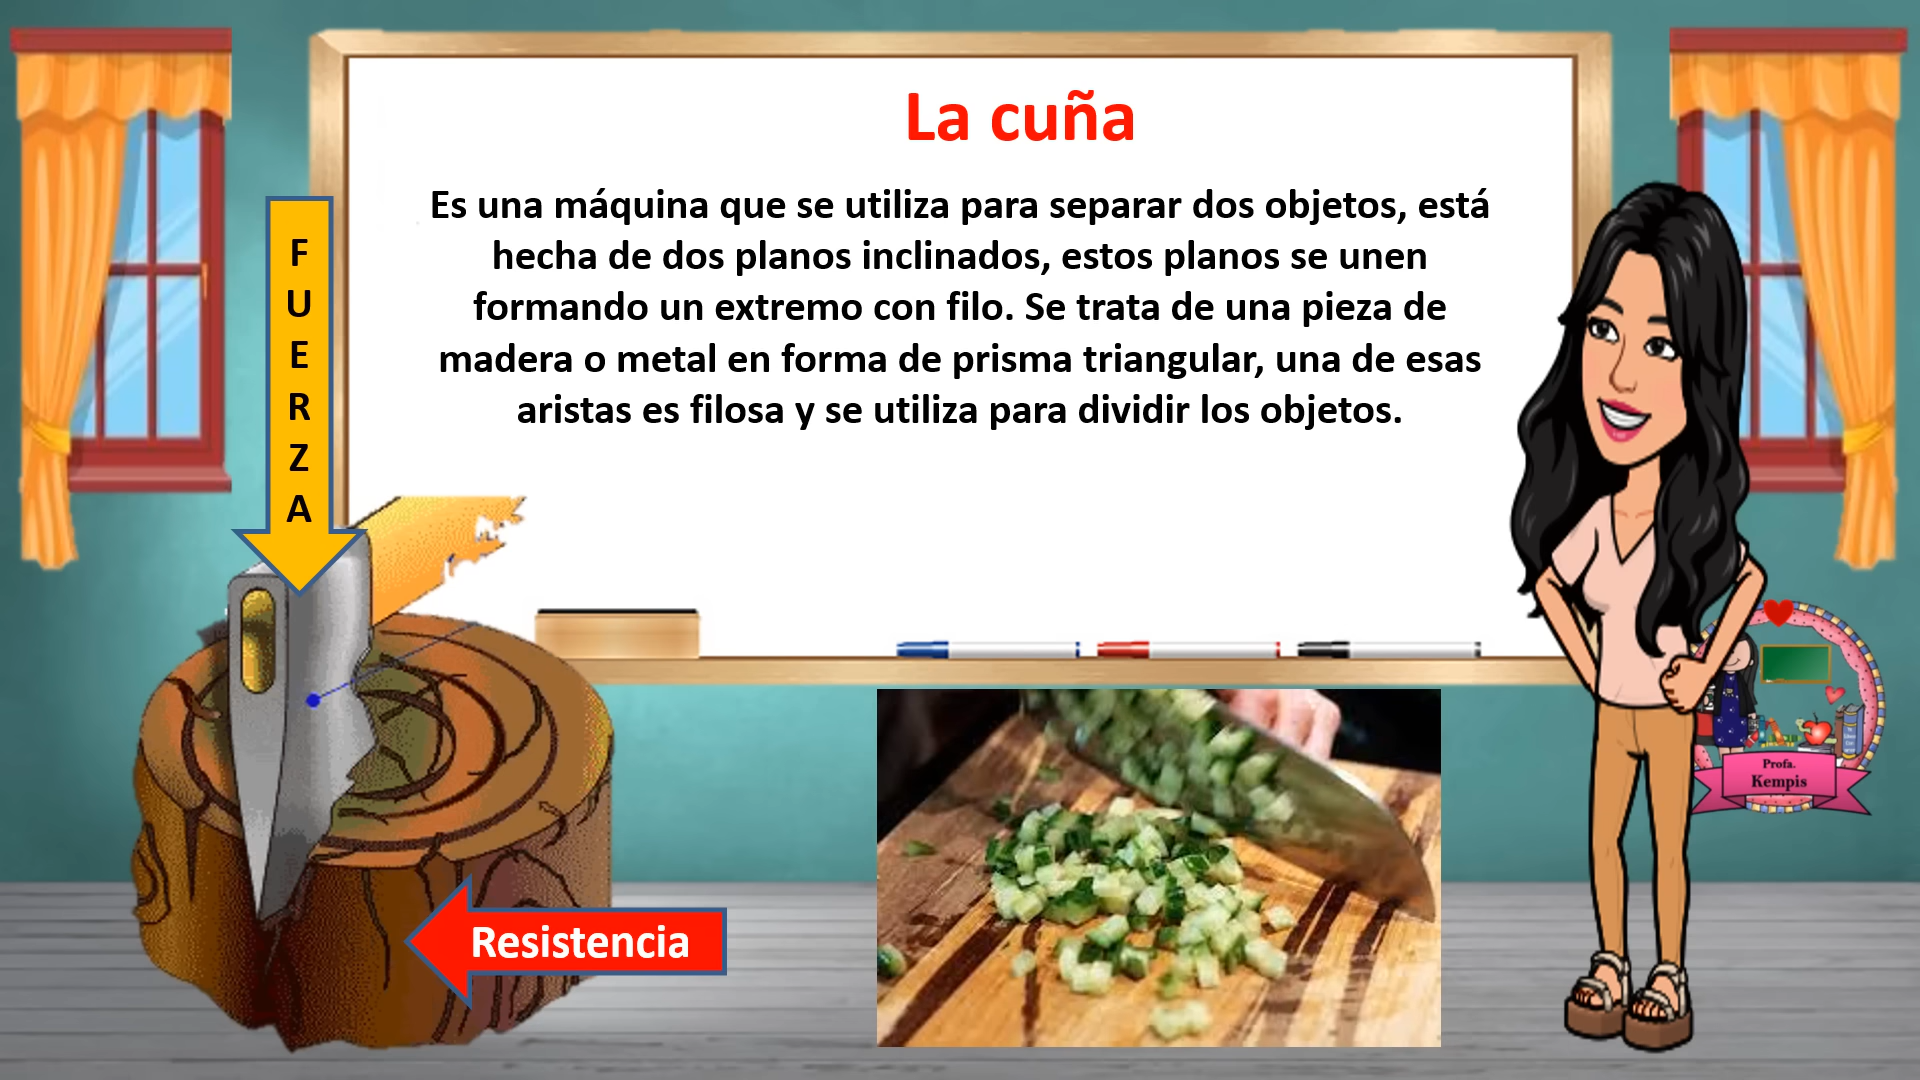 La cuña
Es una máquina que se utiliza para separar dos objetos, está
hecha de dos planos inclinados, estos planos se unen
formando un extremo con filo. Se trata de una pieza de
madera o metal en forma de prisma triangular, una de esas
aristas es filosa y se utiliza para dividir los objetos.
F
U
E
R
Z
A
Resistencia
Profa.
Kempis